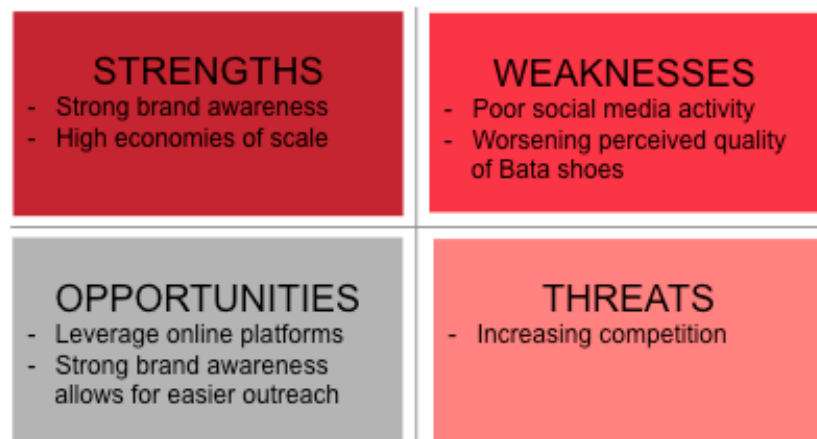 STRENGTHS
- Strong brand awareness
- High economies of scale
WEAKNESSES
- Poor social media activity
- Worsening perceived quality
of Bata shoes
OPPORTUNITIES
- Leverage online platforms
- Strong brand awareness
allows for easier outreach
THREATS
- Increasing competition